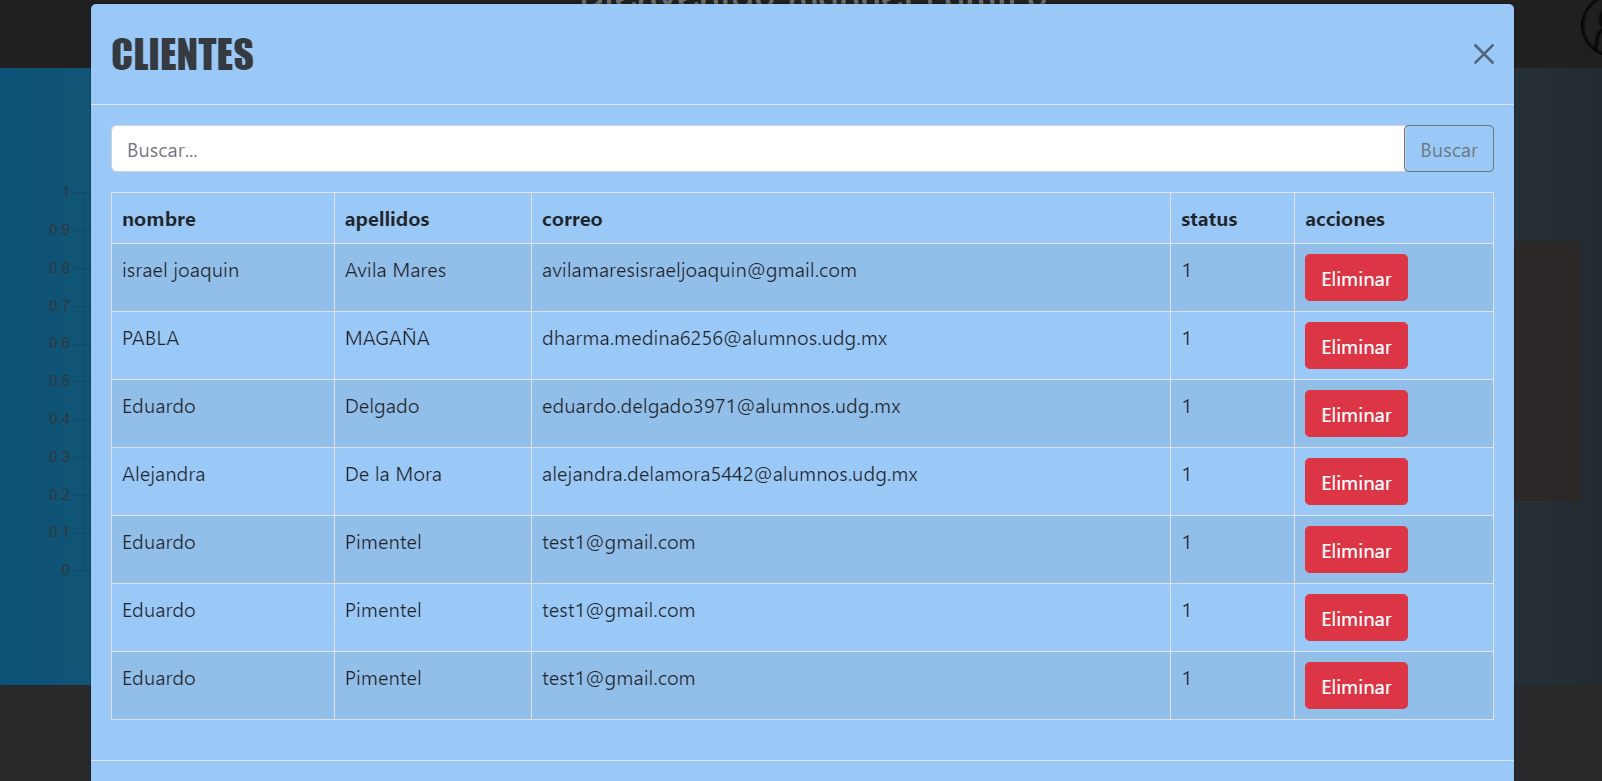 CLIENTES
Buscar... Buscar
nombre apellidos correo status acciones
israel joaquin Avila Mares avilamaresisraeljoaquin@gmail.com 1 Eliminar
PABLA MAGAÑA dharma.medina6256@alumnos.udg.mx 1 Eliminar
Eduardo Delgado eduardo.delgado3971@alumnos.udg.mx 1 Eliminar
Alejandra De la Mora alejandra.delamora5442@alumnos.udg.mx 1 Eliminar
Eduardo Pimentel test1@gmail.com 1 Eliminar
Eduardo Pimentel test1@gmail.com 1 Eliminar
Eduardo Pimentel test1@gmail.com 1 Eliminar
1
0.9
0.8
0.7
0.6
0.5
0.4
0.3
0.2
0.1
0